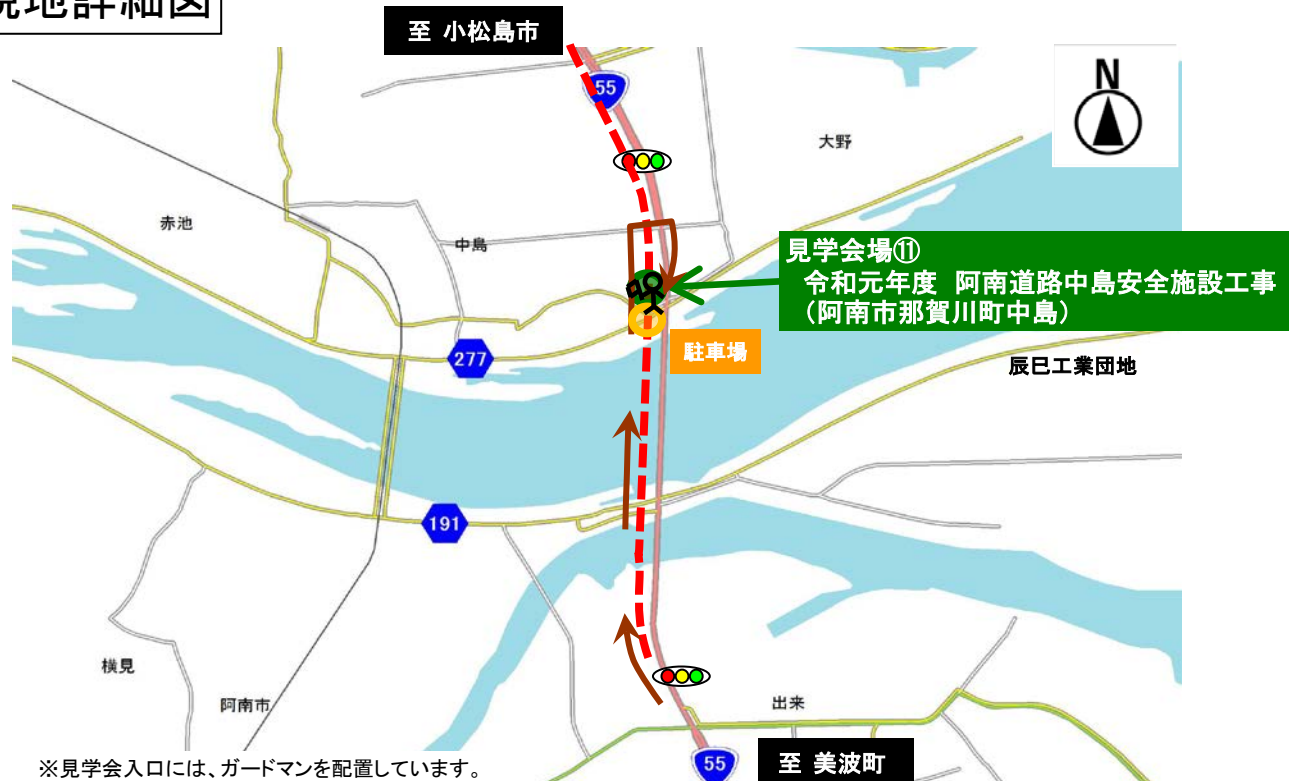 現地詳細図
至 小松島市
55
N
大野
赤池
中島
見学会場⑪
令和元年度 阿南道路中島安全施設工事
（阿南市那賀川町中島）
駐車場
277
辰巳工業団地
191
横見
阿南市
出来
55
至 美波町
※見学会入口には、ガードマンを配置しています。